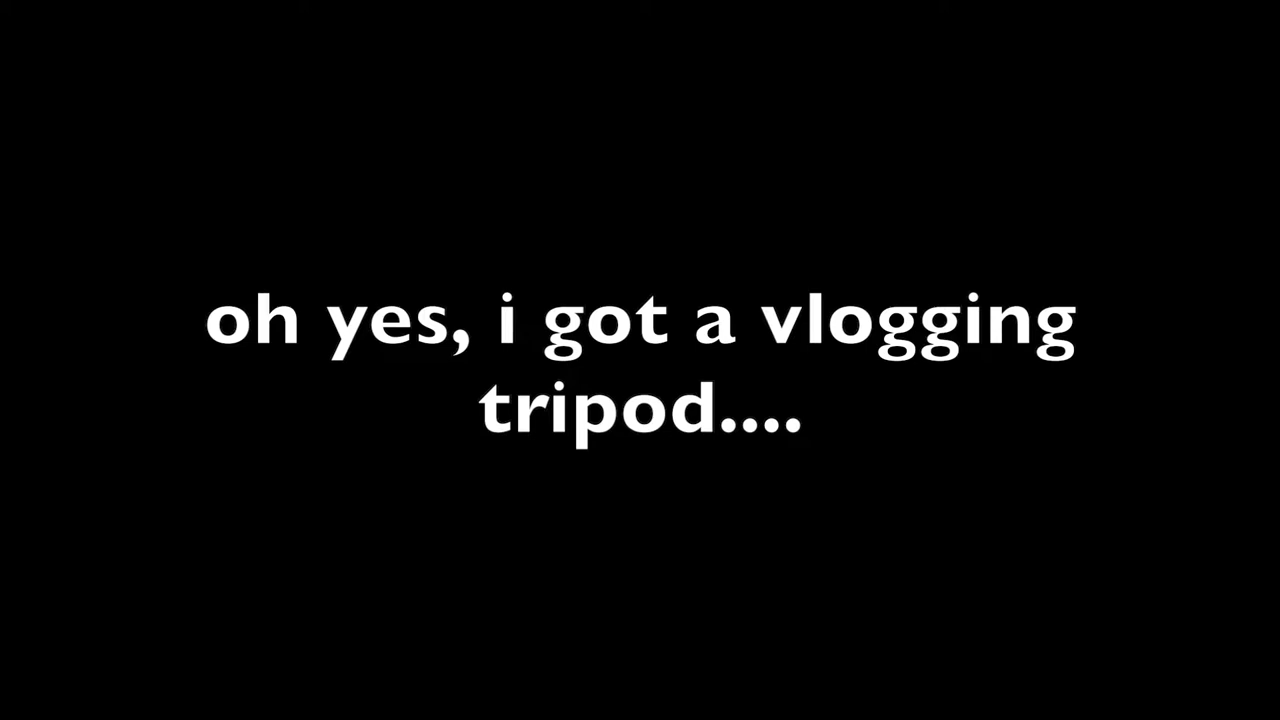 oh yes, i got a vlogging
tripod....